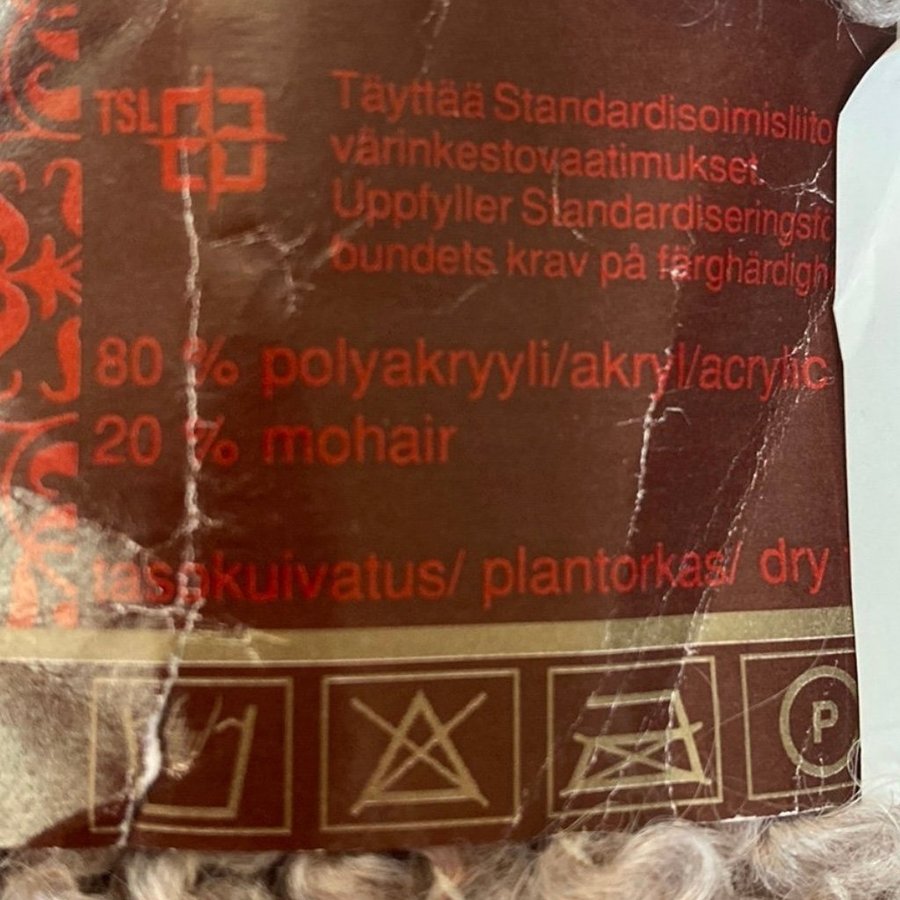 TSL
Täyttää Standardisoimisliito
värinkestovaatimukset.
Uppfyller Standardiseringsfö
bundets krav på färghärdigh
80 % polyakryyli/akryl/acrylic
20 % mohair
tasokuivatus/ plantorkas/ dry
P